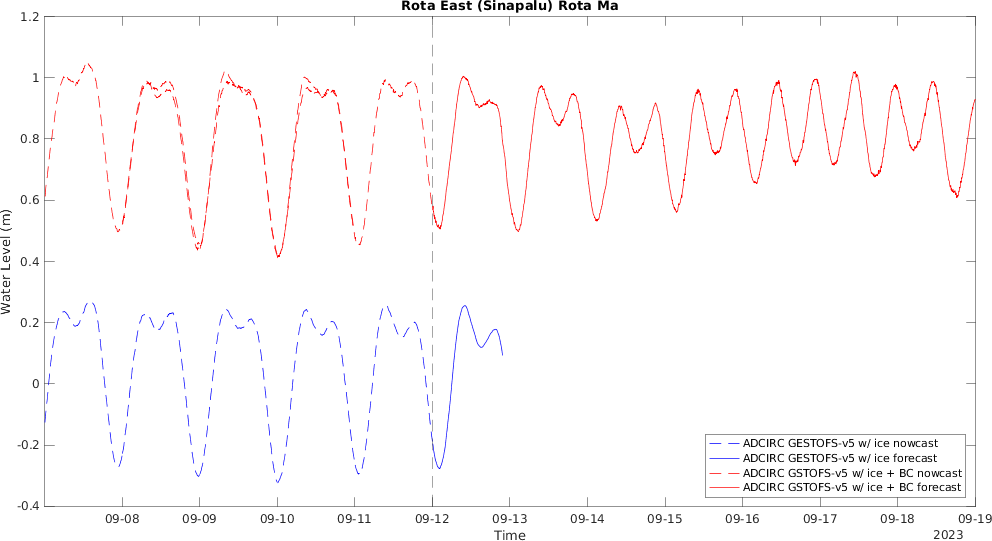 Rota East (Sinapalu) Rota Ma
1.2
1
0.8
0.6
0.4
0.2
0
-0.2
-0.4
Water Level (m)
ADCIRC GESTOFS-v5 w/ ice nowcast
ADCIRC GESTOFS-v5 w/ ice forecast
ADCIRC GSTOFS-v5 w/ ice + BC nowcast
ADCIRC GSTOFS-v5 w/ ice + BC forecast
09-08 09-09 09-10 09-11 09-12 09-13 09-14 09-15 09-16 09-17 09-18 09-19
Time
2023